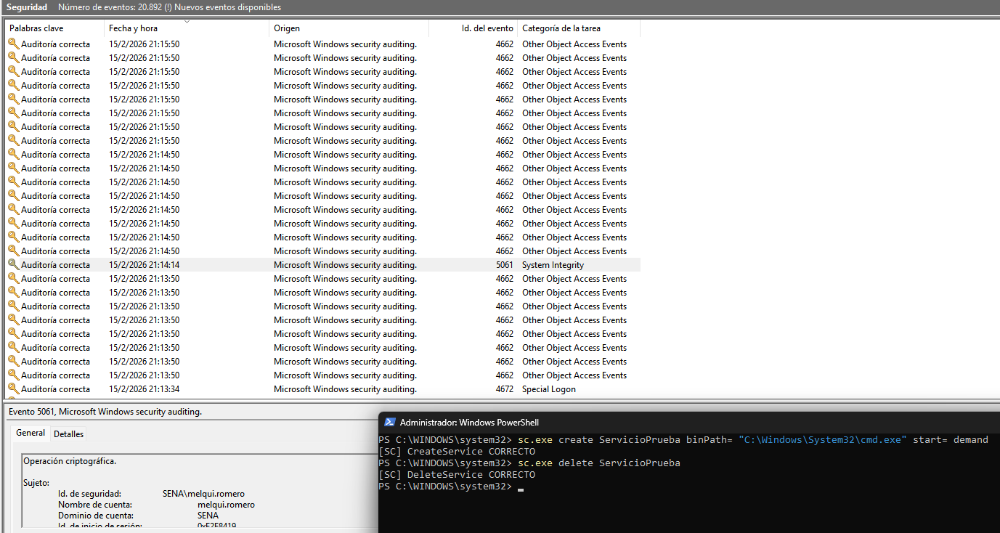 Seguridad Número de eventos: 20.892 (!) Nuevos eventos disponibles
Palabras clave Fecha y hora Origen Id. del evento Categoría de la tarea
Auditoría correcta 15/2/2026 21:15:50 Microsoft Windows security auditing. 4662 Other Object Access Events
Auditoría correcta 15/2/2026 21:15:50 Microsoft Windows security auditing. 4662 Other Object Access Events
Auditoría correcta 15/2/2026 21:15:50 Microsoft Windows security auditing. 4662 Other Object Access Events
Auditoría correcta 15/2/2026 21:15:50 Microsoft Windows security auditing. 4662 Other Object Access Events
Auditoría correcta 15/2/2026 21:15:50 Microsoft Windows security auditing. 4662 Other Object Access Events
Auditoría correcta 15/2/2026 21:15:50 Microsoft Windows security auditing. 4662 Other Object Access Events
Auditoría correcta 15/2/2026 21:15:50 Microsoft Windows security auditing. 4662 Other Object Access Events
Auditoría correcta 15/2/2026 21:15:50 Microsoft Windows security auditing. 4662 Other Object Access Events
Auditoría correcta 15/2/2026 21:14:50 Microsoft Windows security auditing. 4662 Other Object Access Events
Auditoría correcta 15/2/2026 21:14:50 Microsoft Windows security auditing. 4662 Other Object Access Events
Auditoría correcta 15/2/2026 21:14:50 Microsoft Windows security auditing. 4662 Other Object Access Events
Auditoría correcta 15/2/2026 21:14:50 Microsoft Windows security auditing. 4662 Other Object Access Events
Auditoría correcta 15/2/2026 21:14:50 Microsoft Windows security auditing. 4662 Other Object Access Events
Auditoría correcta 15/2/2026 21:14:50 Microsoft Windows security auditing. 4662 Other Object Access Events
Auditoría correcta 15/2/2026 21:14:50 Microsoft Windows security auditing. 4662 Other Object Access Events
Auditoría correcta 15/2/2026 21:14:50 Microsoft Windows security auditing. 4662 Other Object Access Events
Auditoría correcta 15/2/2026 21:14:14 Microsoft Windows security auditing. 5061 System Integrity
Auditoría correcta 15/2/2026 21:13:50 Microsoft Windows security auditing. 4662 Other Object Access Events
Auditoría correcta 15/2/2026 21:13:50 Microsoft Windows security auditing. 4662 Other Object Access Events
Auditoría correcta 15/2/2026 21:13:50 Microsoft Windows security auditing. 4662 Other Object Access Events
Auditoría correcta 15/2/2026 21:13:50 Microsoft Windows security auditing. 4662 Other Object Access Events
Auditoría correcta 15/2/2026 21:13:50 Microsoft Windows security auditing. 4662 Other Object Access Events
Auditoría correcta 15/2/2026 21:13:50 Microsoft Windows security auditing. 4662 Other Object Access Events
Auditoría correcta 15/2/2026 21:13:50 Microsoft Windows security auditing. 4662 Other Object Access Events
Auditoría correcta 15/2/2026 21:13:50 Microsoft Windows security auditing. 4662 Other Object Access Events
Auditoría correcta 15/2/2026 21:13:34 Microsoft Windows security auditing. 4672 Special Logon
Evento 5061, Microsoft Windows security auditing.
General Detalles
Operación criptográfica.
Sujeto:
Id. de seguridad: SENA\melqui.romero
Nombre de cuenta: melqui.romero
Dominio de cuenta: SENA
Id. de inicio de sesión: 0xF2F8419
Administrador: Windows PowerShell
PS C:\WINDOWS\system32> sc.exe create ServicioPrueba binPath= "C:\Windows\System32\cmd.exe" start= demand
[SC] CreateService CORRECTO
PS C:\WINDOWS\system32> sc.exe delete ServicioPrueba
[SC] DeleteService CORRECTO
PS C:\WINDOWS\system32>